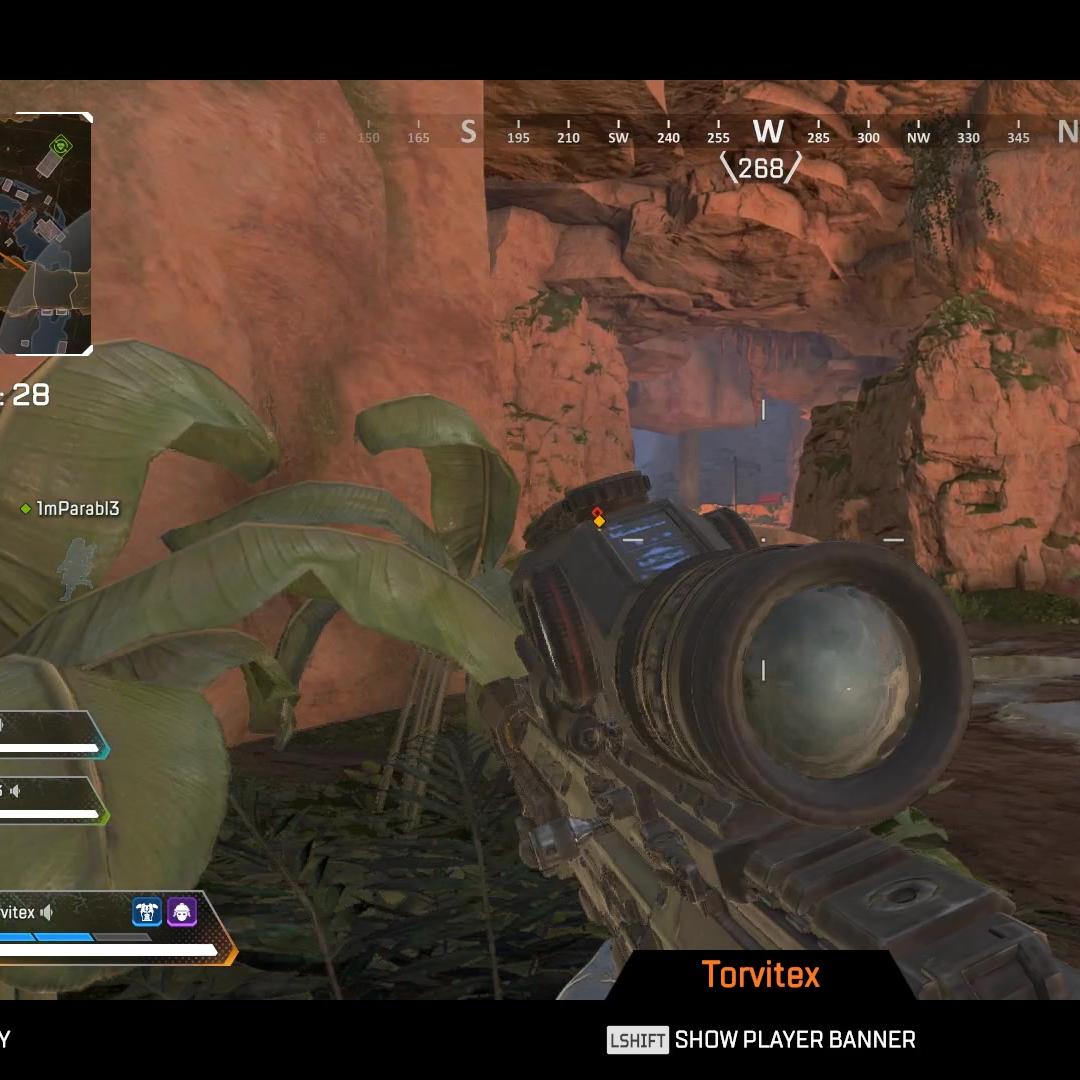 150 165 S 195 210 SW 240 255 W 285 300 NW 330 345 N
268
: 28
1mParabl3
vitex
Torvitex
Y
LSHIFT SHOW PLAYER BANNER